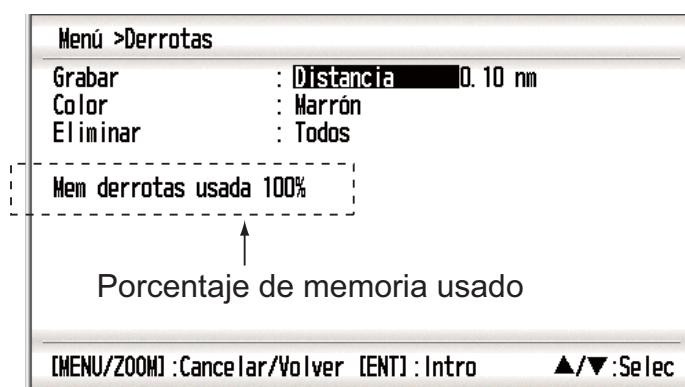 Menú >Derrotas
Grabar : Distancia 0.10 nm
Color : Marrón
Eliminar : Todos
Mem derrotas usada 100%
Porcentaje de memoria usado
[MENU/ZOOM]:Cancelar/Volver [ENT]:Intro ▲/▼:Selec